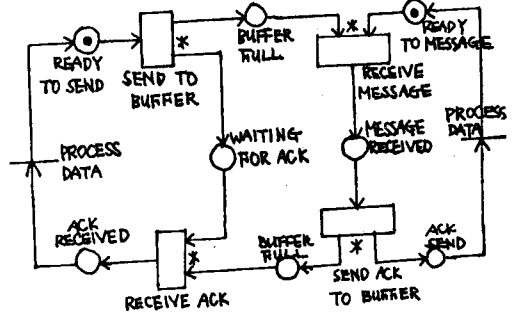 READY
TO SEND
*
SEND TO
BUFFER
BUFFER
FULL
*
READY
TO MESSAGE
RECEIVE
MESSAGE
PROCESS
DATA
WAITING
FOR ACK
MESSAGE
RECEIVED
PROCESS
DATA
ACK
RECEIVED
*
RECEIVE ACK
BUFFER
FULL
*
SEND ACK
TO BUFFER
ACK
SEND